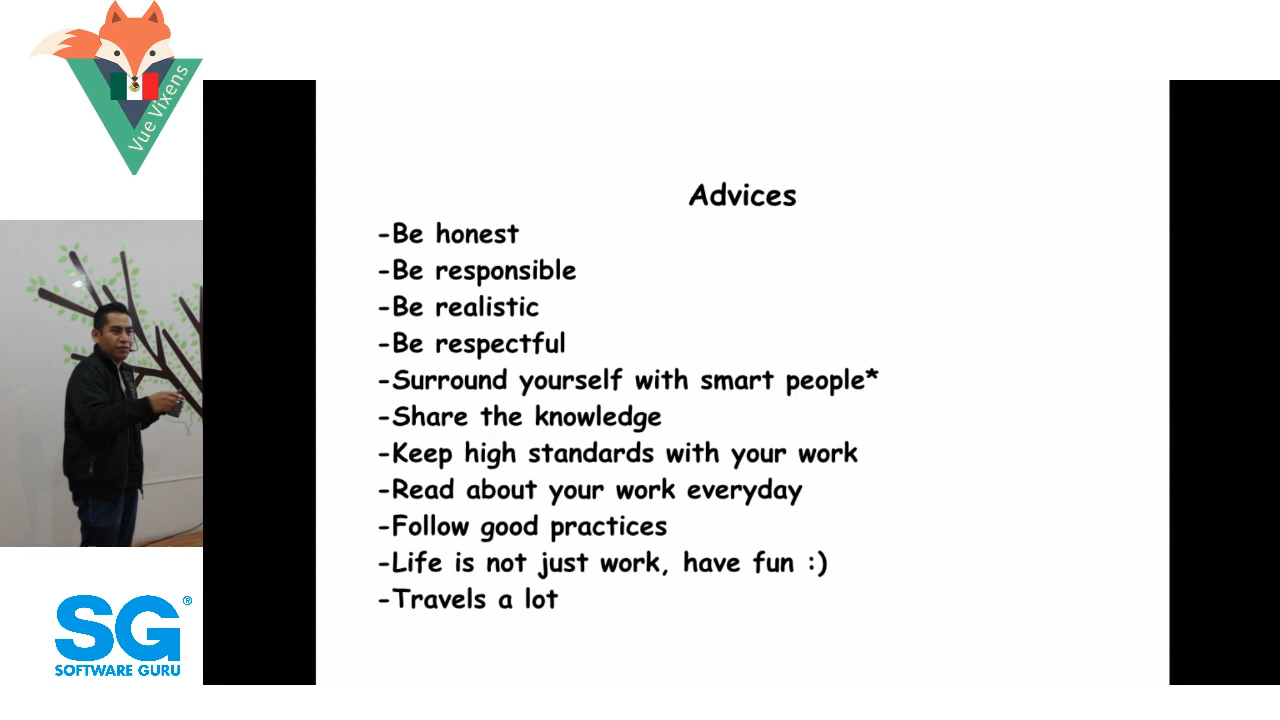 Vue Vixens
Advices
-Be honest
-Be responsible
-Be realistic
-Be respectful
-Surround yourself with smart people*
-Share the knowledge
-Keep high standards with your work
-Read about your work everyday
-Follow good practices
-Life is not just work, have fun :)
-Travels a lot
SG®
SOFTWARE GURU